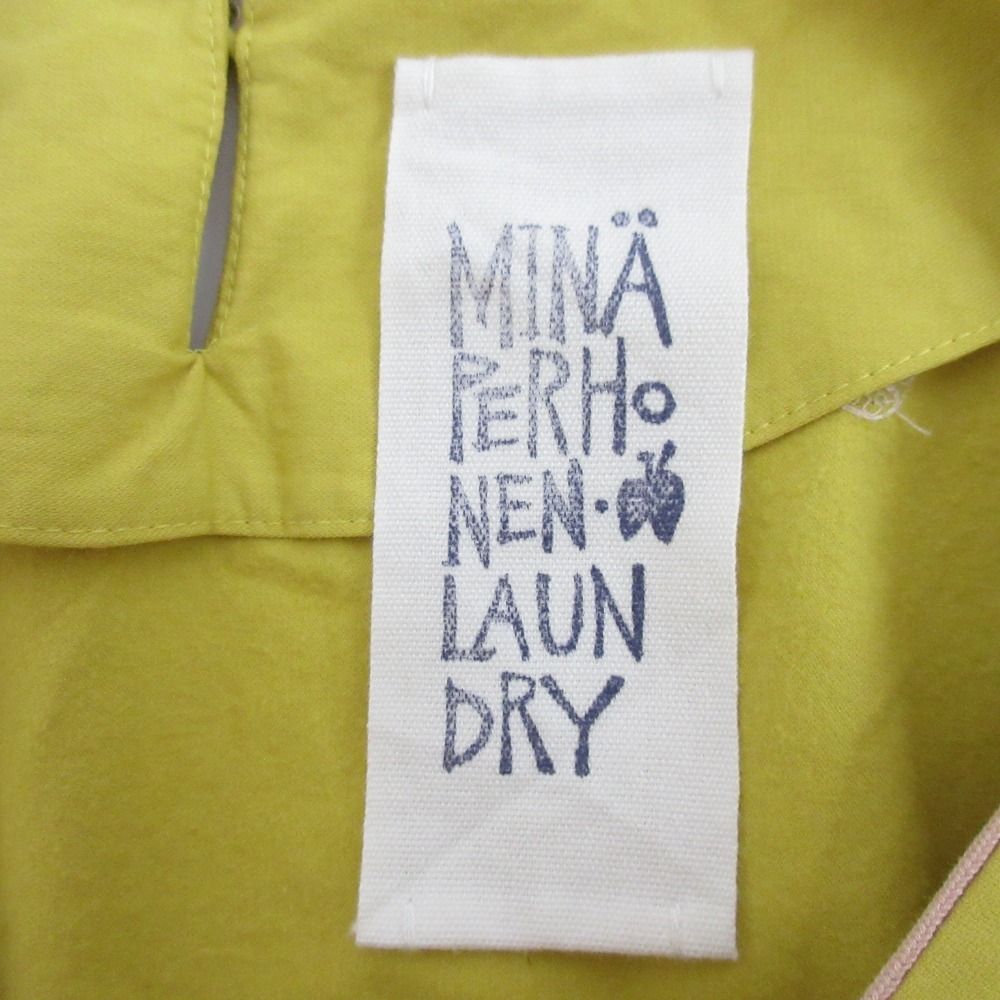 MINÄ
PERHO
NEN·
LAUN
DRY